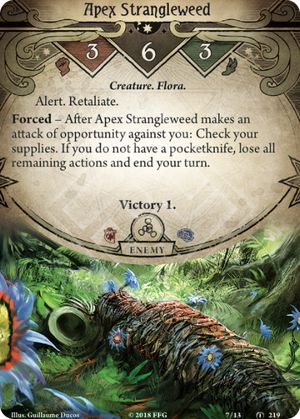 Apex Strangleweed
3 6 3
Creature. Flora.
Alert. Retaliate.
Forced – After Apex Strangleweed makes an
attack of opportunity against you: Check your
supplies. If you do not have a pocketknife, lose all
remaining actions and end your turn.
Victory 1.
ENEMY
Illus. Guillaume Ducos © 2018 FFG 7/13 219